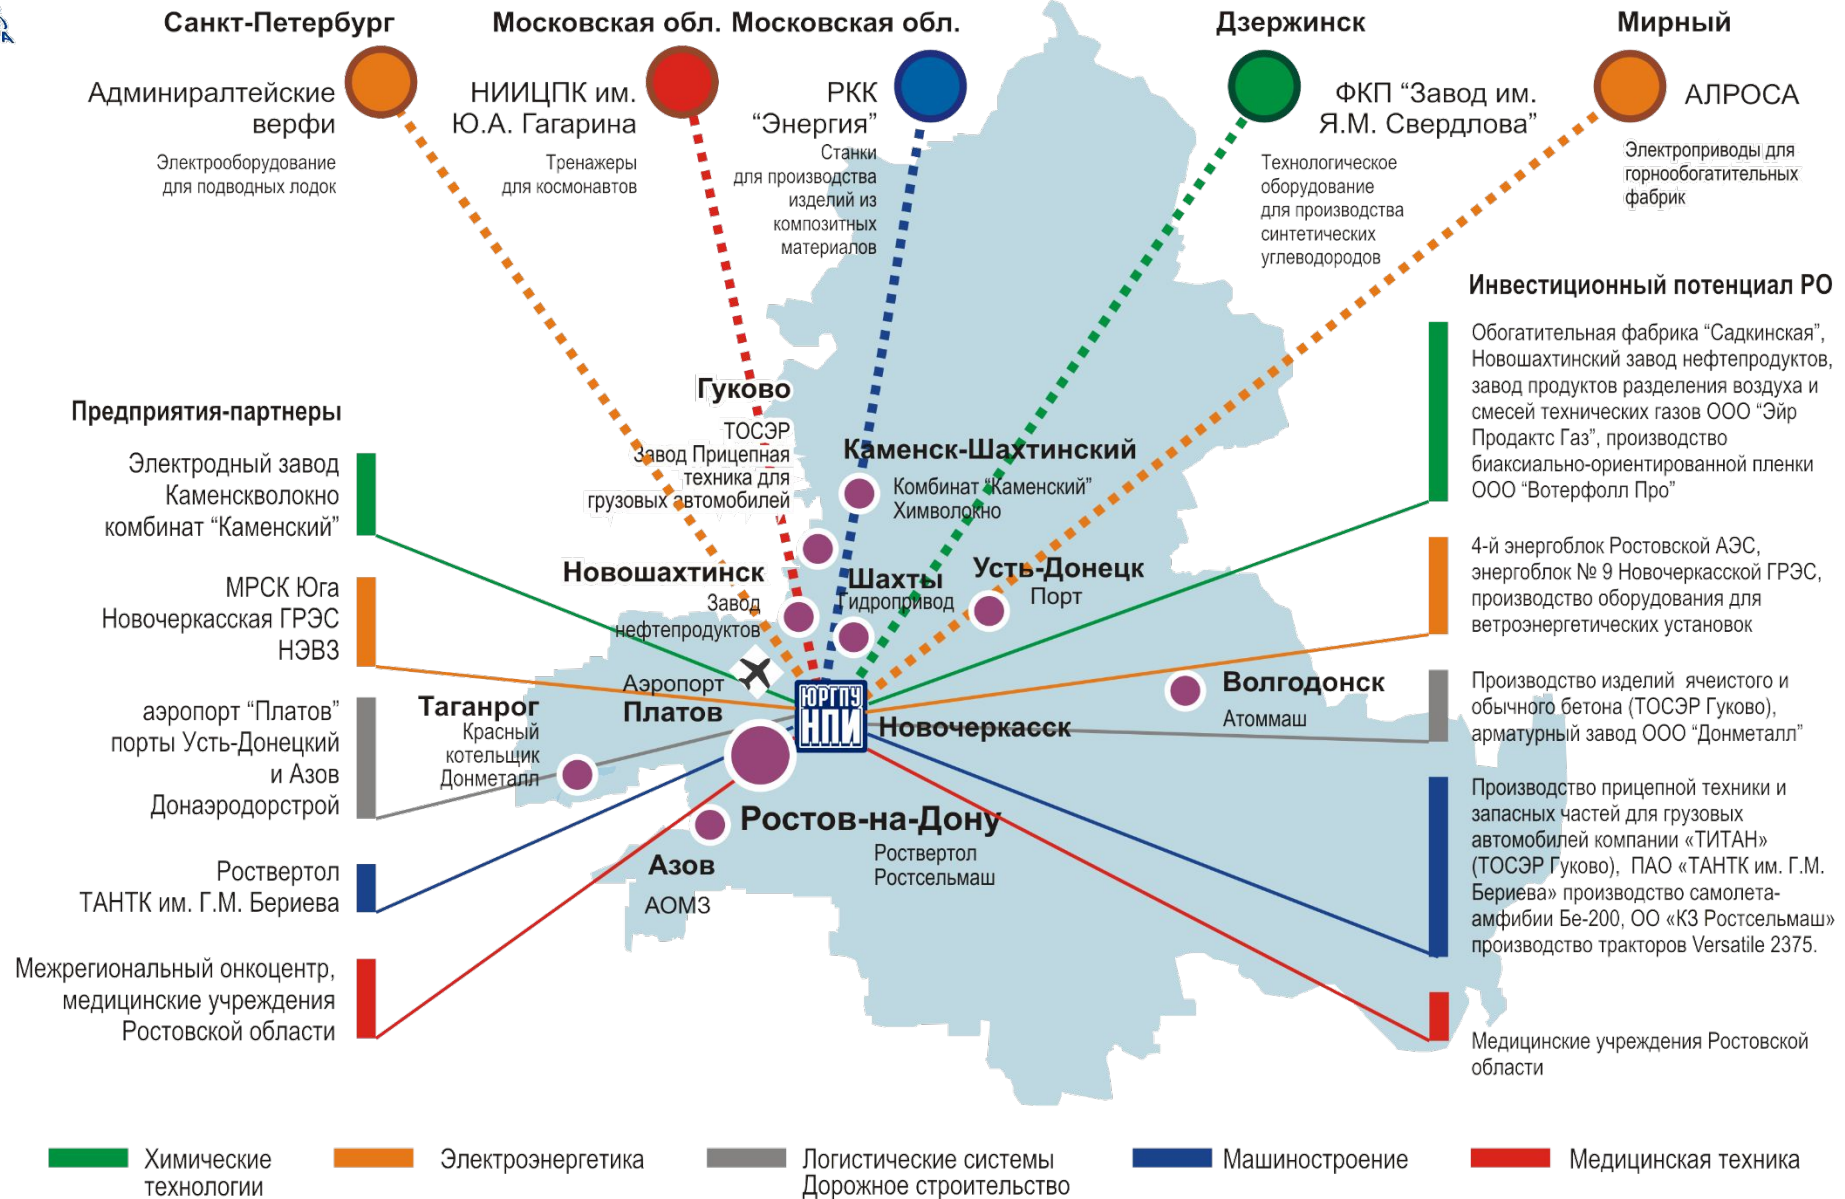 Санкт-Петербург
Админиралтейские
верфи
Электрооборудование
для подводных лодок
Московская обл.
НИИЦПК им.
Ю.А. Гагарина
Тренажеры
для космонавтов
Московская обл.
РКК
“Энергия”
Станки
для производства
изделий из
композитных
материалов
Дзержинск
ФКП “Завод им.
Я.М. Свердлова”
Технологическое
оборудование
для производства
синтетических
углеводородов
Мирный
АЛРОСА
Электроприводы для
горнообогатительных
фабрик
Предприятия-партнеры
Электродный завод
Каменскволокно
комбинат “Каменский”
МРСК Юга
Новочеркасская ГРЭС
НЭВЗ
аэропорт “Платов”
порты Усть-Донецкий
и Азов
Донаэродорстрой
Роствертол
ТАНТК им. Г.М. Бериева
Межрегиональный онкоцентр,
медицинские учреждения
Ростовской области
Гуково
ТОСЭР
Завод Прицепная
техника для
грузовых автомобилей
Каменск-Шахтинский
Комбинат “Каменский”
Химволокно
Новошахтинск
Завод
нефтепродуктов
Шахты
Гидропривод
Усть-Донецк
Порт
Аэропорт
Платов
ЮРГПУ
НПИ
Новочеркасск
Таганрог
Красный
котельщик
Донметалл
Волгодонск
Атоммаш
Ростов-на-Дону
Роствертол
Ростсельмаш
Азов
АОМЗ
Инвестиционный потенциал РО
Обогатительная фабрика “Садкинская”,
Новошахтинский завод нефтепродуктов,
завод продуктов разделения воздуха и
смесей технических газов ООО “Эйр
Продактс Газ”, производство
биаксиально-ориентированной пленки
ООО “Вотерфолл Про”
4-й энергоблок Ростовской АЭС,
энергоблок № 9 Новочеркасской ГРЭС,
производство оборудования для
ветроэнергетических установок
Производство изделий ячеистого и
обычного бетона (ТОСЭР Гуково),
арматурный завод ООО “Донметалл”
Производство прицепной техники и
запасных частей для грузовых
автомобилей компании «ТИТАН»
(ТОСЭР Гуково), ПАО «ТАНТК им. Г.М.
Бериева» производство самолета-
амфибии Бе-200, ОО «КЗ Ростсельмаш»
производство тракторов Versatile 2375.
Медицинские учреждения Ростовской
области
Химические
технологии
Электроэнергетика
Логистические системы
Дорожное строительство
Машиностроение
Медицинская техника